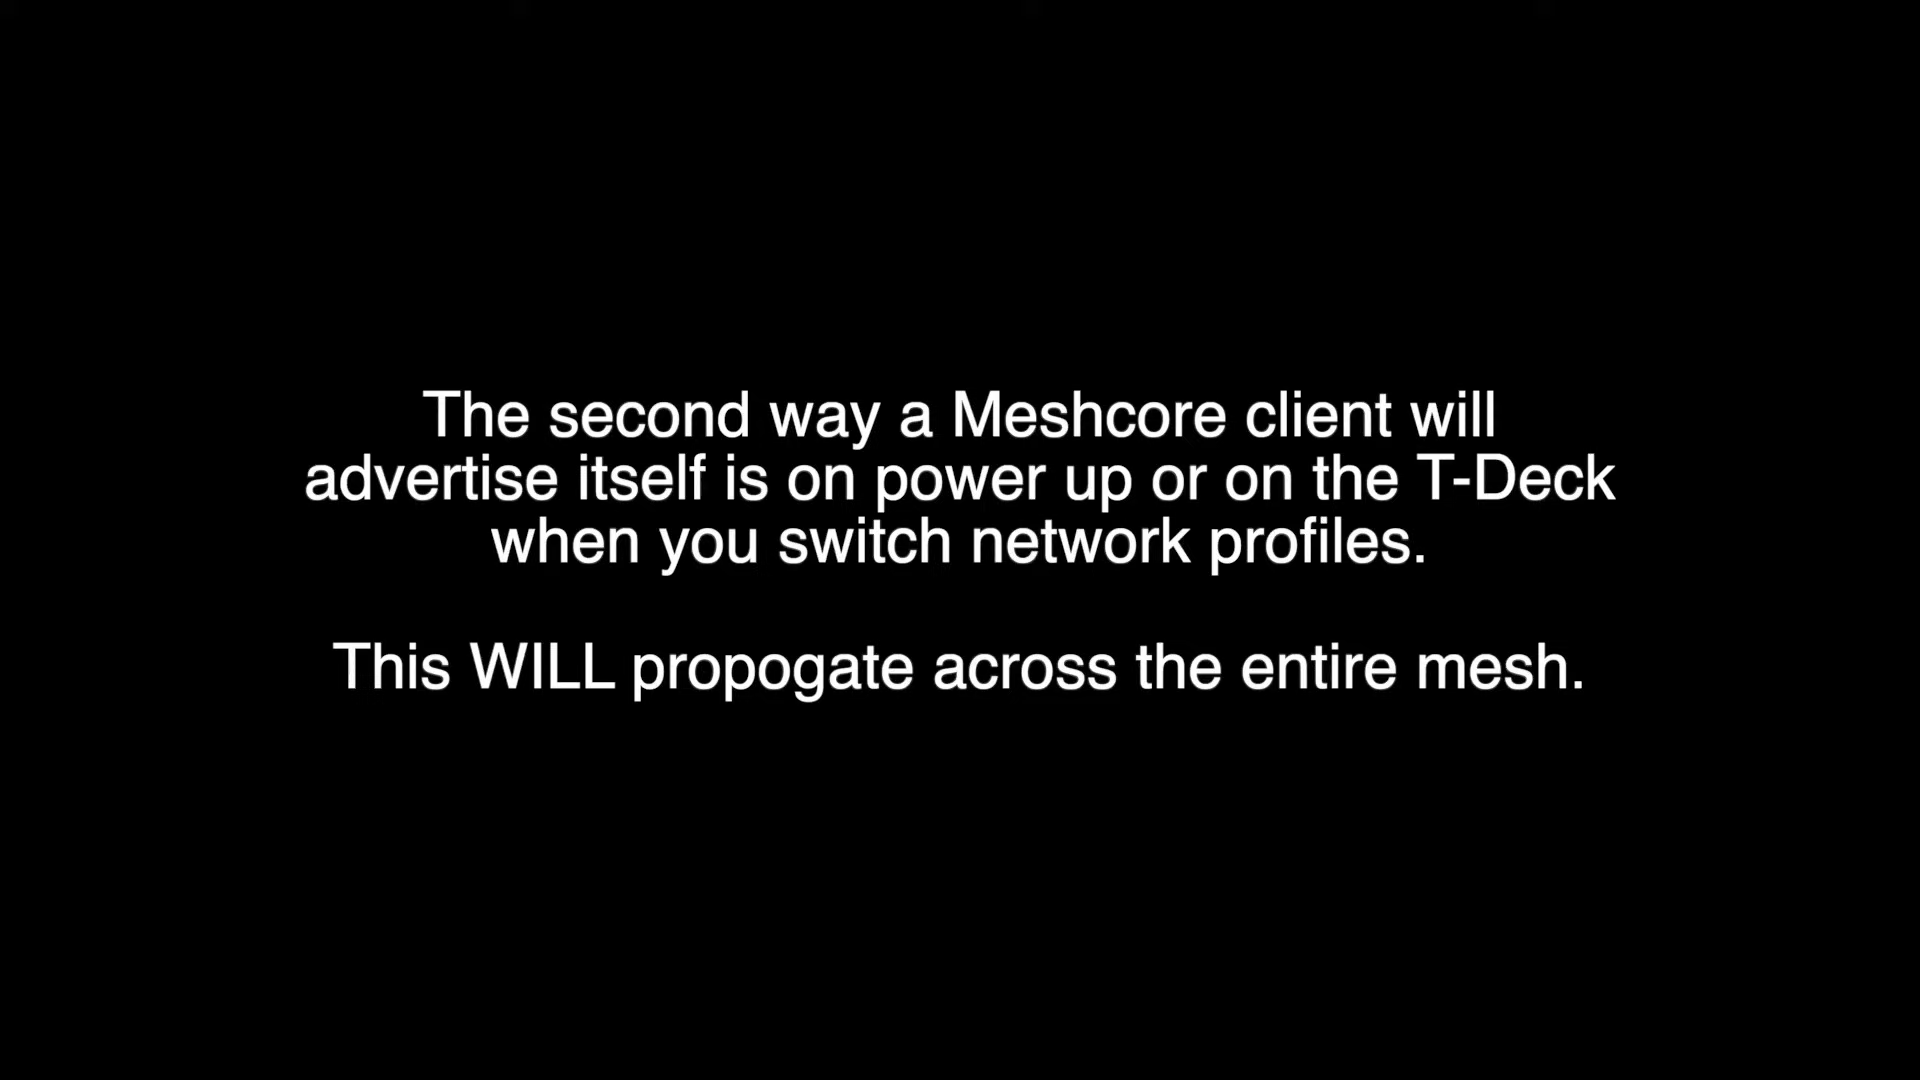 The second way a Meshcore client will
advertise itself is on power up or on the T-Deck
when you switch network profiles.
This WILL propogate across the entire mesh.